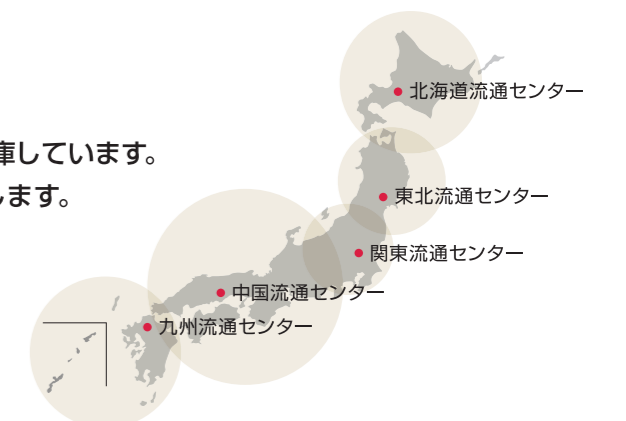 北海道流通センター
庫しています。
します。
東北流通センター
関東流通センター
中国流通センター
九州流通センター